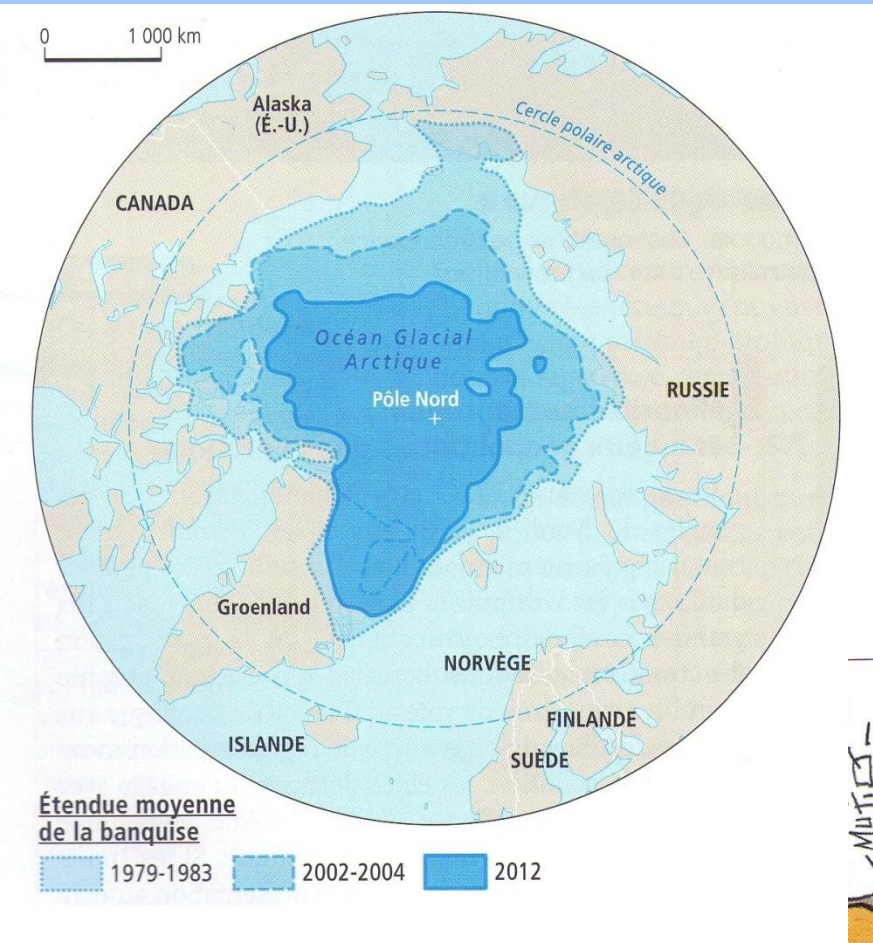 0 1 000 km
Alaska
(É.-U.)
Cercle polaire arctique
CANADA
Océan Glacial
Arctique
Pôle Nord
RUSSIE
Groenland
NORVÈGE
FINLANDE
ISLANDE
SUÈDE
Étendue moyenne
de la banquise
1979-1983
2002-2004
2012